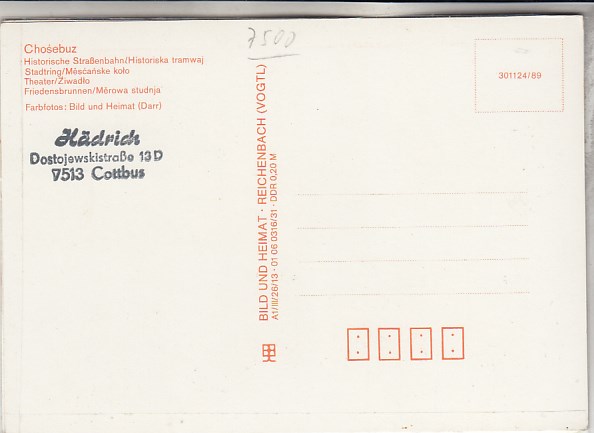 Chośebuz
Historische Straßenbahn/Historiska tramwaj
Stadtring/Měsćańske koło
Theater/Źiwadło
Friedensbrunnen/Měrowa studnja
Farbfotos: Bild und Heimat (Darr)
Hädrich
Dostojewskistraße 13 D
7513 Cottbus
7500
BILD UND HEIMAT · REICHENBACH (VOGTL)
A1/III/26/13 · 01 06 0316/31 · DDR 0,20 M
301124/89